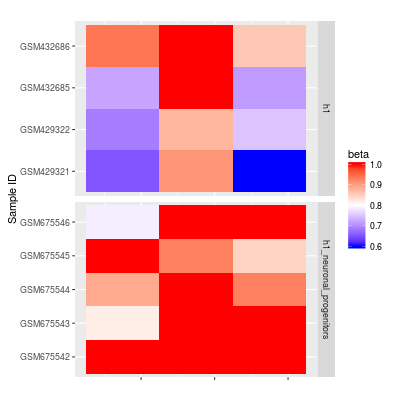 GSM432686
GSM432685
GSM429322
GSM429321
h1
GSM675546
GSM675545
GSM675544
GSM675543
GSM675542
h1_neuronal_progenitors
Sample ID
beta
1.0
0.9
0.8
0.7
0.6